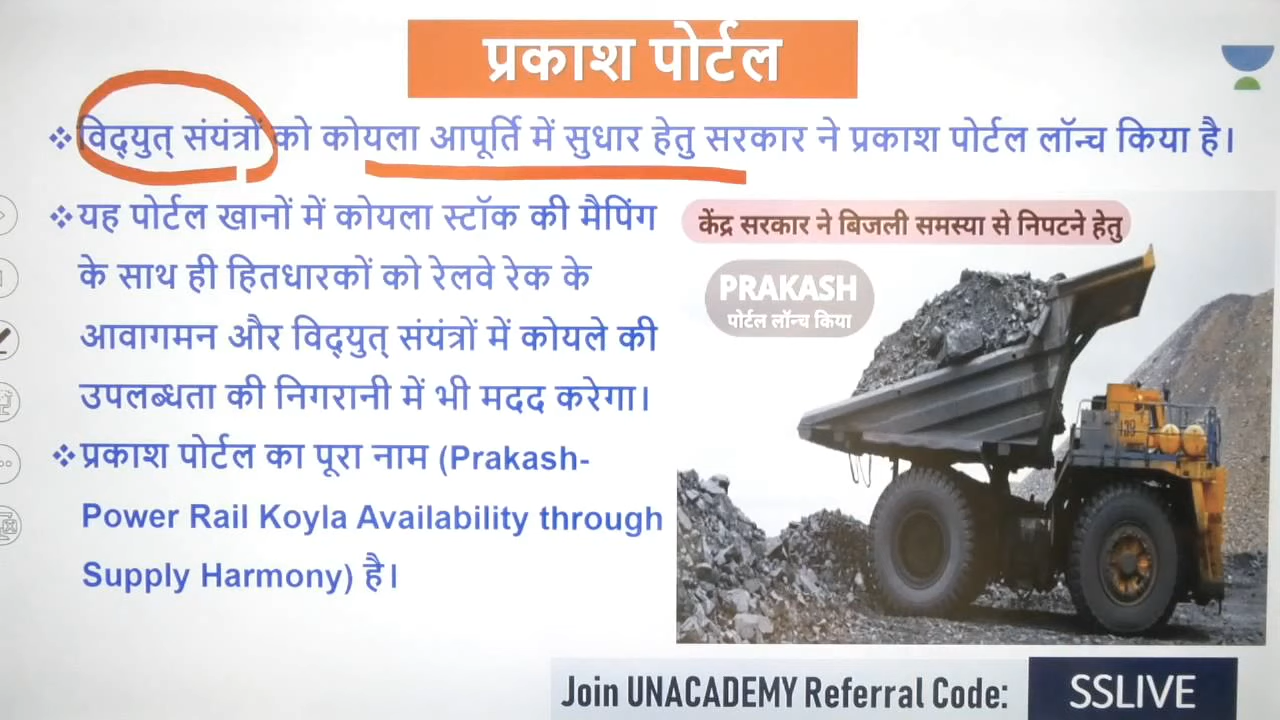 प्रकाश पोर्टल
❖विद्युत् संयंत्रों को कोयला आपूर्ति में सुधार हेतु सरकार ने प्रकाश पोर्टल लॉन्च किया है।
❖यह पोर्टल खानों में कोयला स्टॉक की मैपिंग
के साथ ही हितधारकों को रेलवे रेक के
आवागमन और विद्युत् संयंत्रों में कोयले की
उपलब्धता की निगरानी में भी मदद करेगा।
❖प्रकाश पोर्टल का पूरा नाम (Prakash-
Power Rail Koyla Availability through
Supply Harmony) है।
केंद्र सरकार ने बिजली समस्या से निपटने हेतु
PRAKASH
पोर्टल लॉन्च किया
139
Join UNACADEMY Referral Code:
SSLIVE